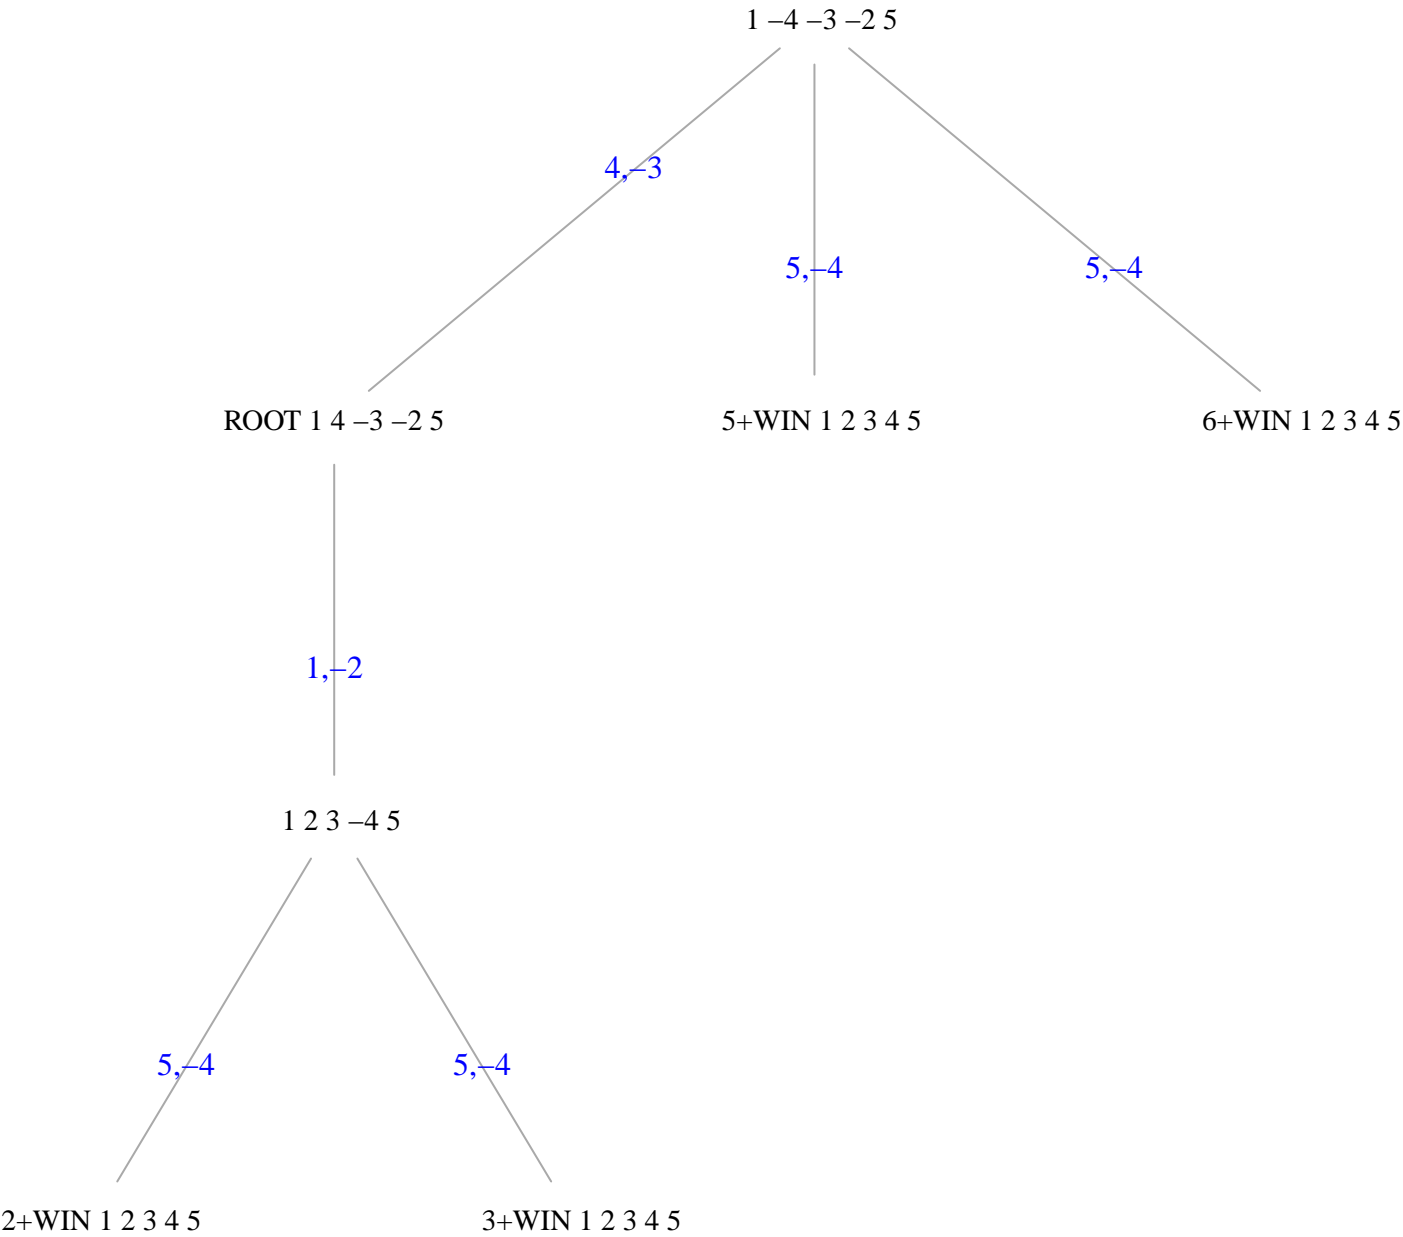 1 –4 –3 –2 5
4,–3
5,–4
5,–4
ROOT 1 4 –3 –2 5
5+WIN 1 2 3 4 5
6+WIN 1 2 3 4 5
1,–2
1 2 3 –4 5
5,–4
5,–4
2+WIN 1 2 3 4 5
3+WIN 1 2 3 4 5